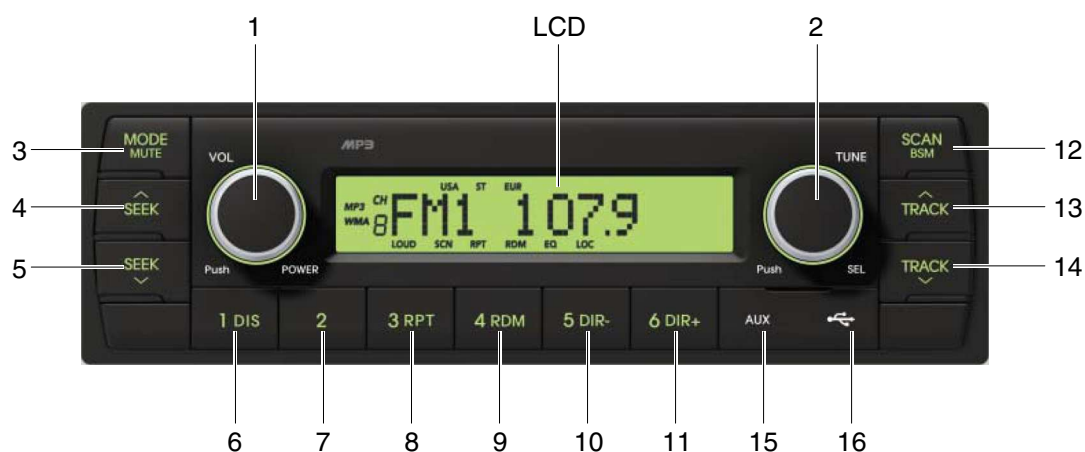 1 LCD 2
MODE
MUTE
3
VOL
MP3
TUNE
SCAN
BSM
12
USA ST EUR
4
SEEK
MP3 CH
WMA 8
FM1 107.9
TRACK
13
LOUD SCN RPT RDM EQ LOC
5
SEEK
Push POWER
Push SEL
TRACK
14
1 DIS 2 3 RPT 4 RDM 5 DIR- 6 DIR+ AUX
6 7 8 9 10 11 15 16